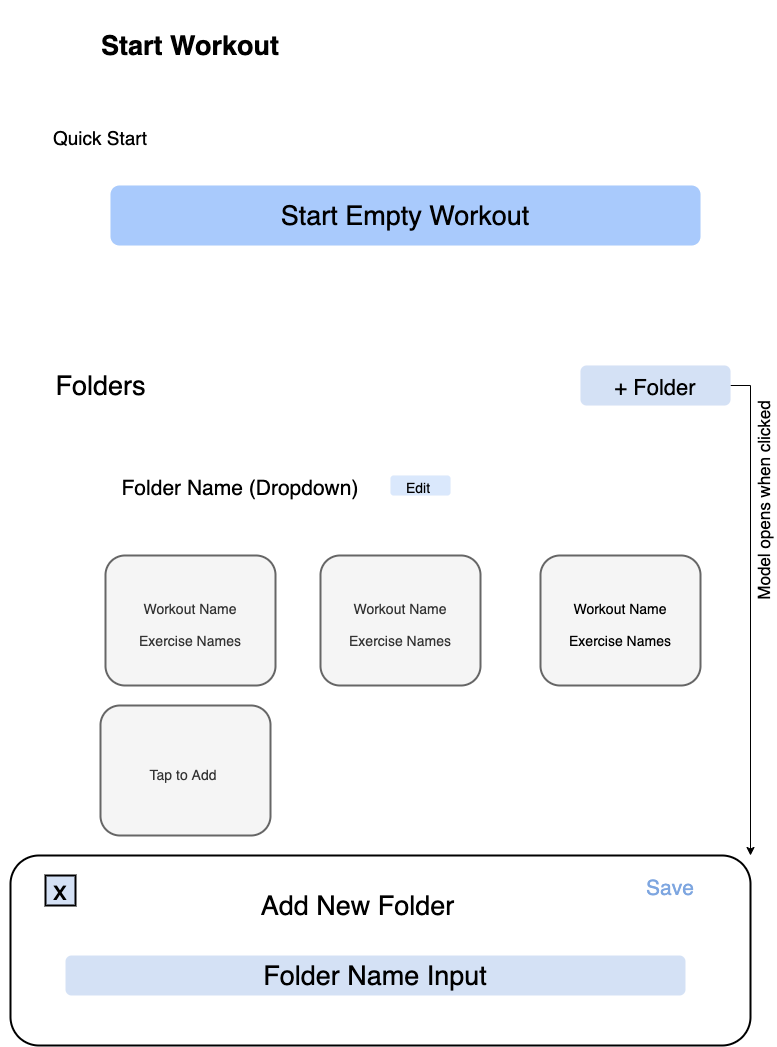 Start Workout
Quick Start
Start Empty Workout
Folders
+ Folder
Model opens when clicked
Folder Name (Dropdown)
Edit
Workout Name
Exercise Names
Workout Name
Exercise Names
Workout Name
Exercise Names
Tap to Add
X
Add New Folder
Save
Folder Name Input